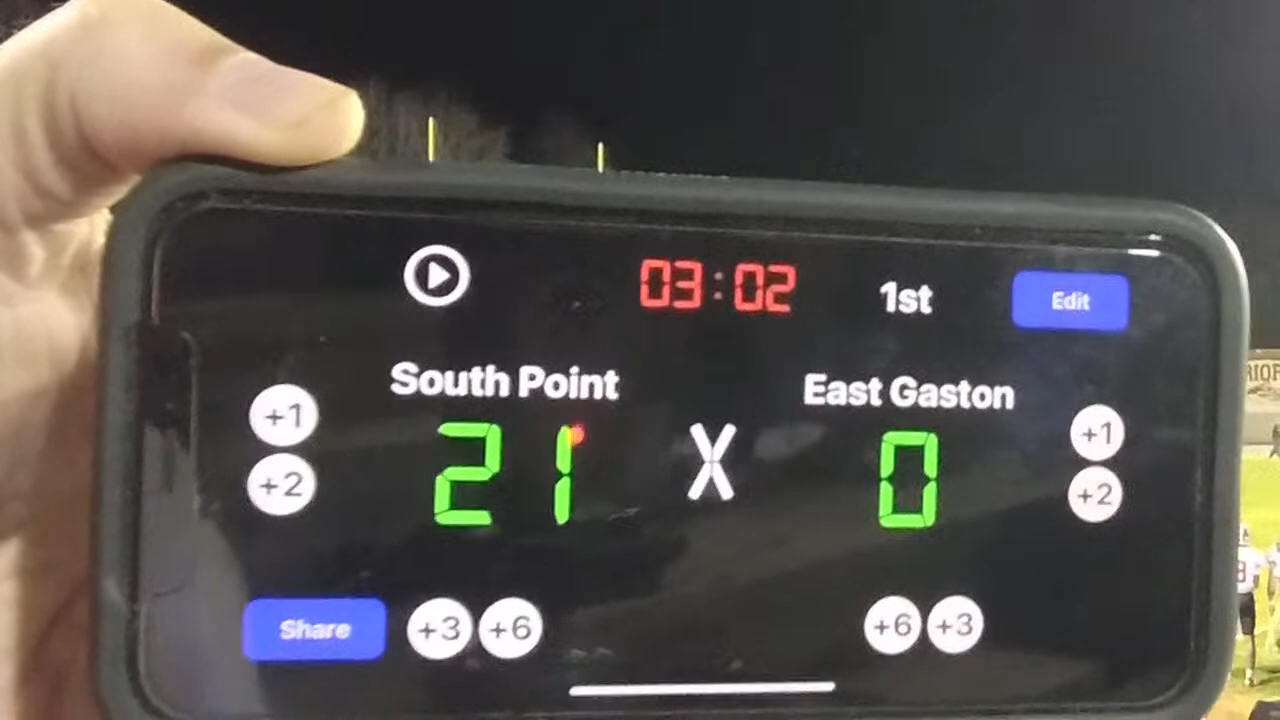 03:02
1st
Edit
South Point
East Gaston
+1
+2
21
X
0
+1
+2
Share
+3
+6
+6
+3